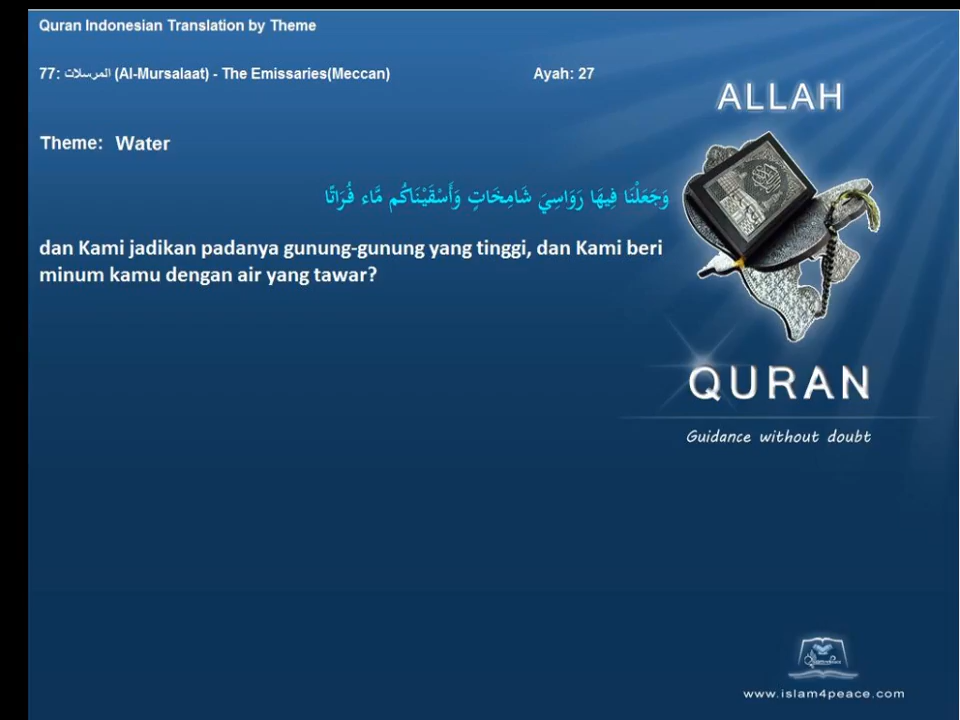 Quran Indonesian Translation by Theme
77: المرسلات (Al-Mursalaat) - The Emissaries(Meccan) Ayah: 27
ALLAH
Theme: Water
وَجَعَلْنَا فِيهَا رَوَاسِيَ شَامِخَاتٍ وَأَسْقَيْنَاكُم مَّاء فُرَاتًا
dan Kami jadikan padanya gunung-gunung yang tinggi, dan Kami beri
minum kamu dengan air yang tawar?
QURAN
Guidance without doubt
www.islam4peace.com